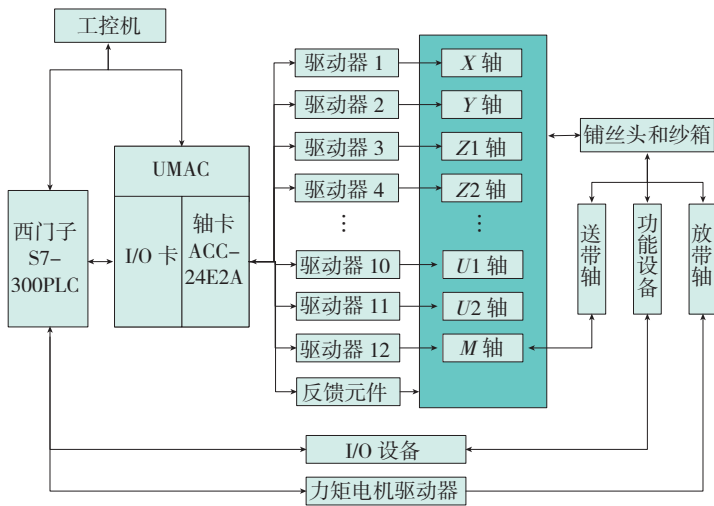 工控机
西门子
S7-
300PLC
UMAC
I/O 卡
轴卡
ACC-
24E2A
驱动器 1
驱动器 2
驱动器 3
驱动器 4
⋮
驱动器 10
驱动器 11
驱动器 12
反馈元件
X 轴
Y 轴
Z1 轴
Z2 轴
⋮
U1 轴
U2 轴
M 轴
铺丝头和纱箱
送带轴
功能设备
放带轴
I/O 设备
力矩电机驱动器